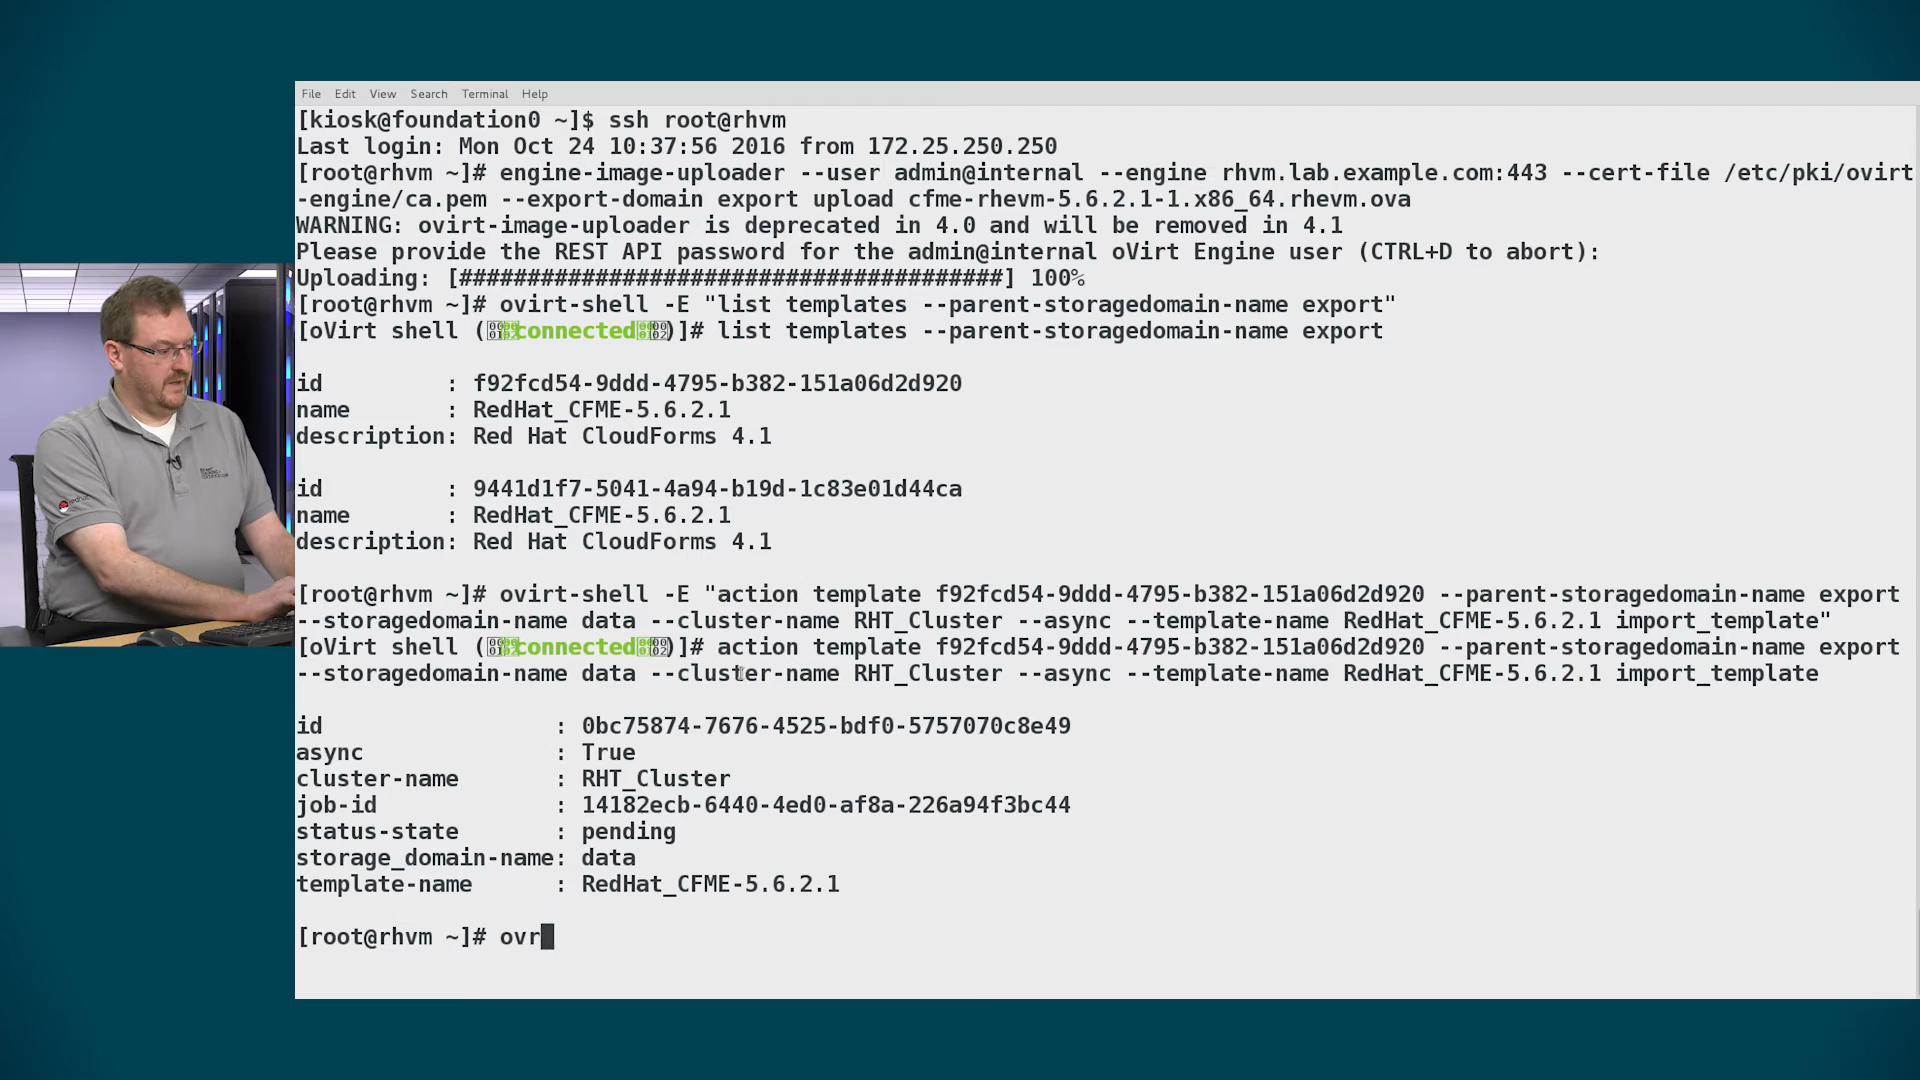 File Edit View Search Terminal Help
[kiosk@foundation0 ~]$ ssh root@rhvm
Last login: Mon Oct 24 10:37:56 2016 from 172.25.250.250
[root@rhvm ~]# engine-image-uploader --user admin@internal --engine rhvm.lab.example.com:443 --cert-file /etc/pki/ovirt
-engine/ca.pem --export-domain export upload cfme-rhevm-5.6.2.1-1.x86_64.rhevm.ova
WARNING: ovirt-image-uploader is deprecated in 4.0 and will be removed in 4.1
Please provide the REST API password for the admin@internal oVirt Engine user (CTRL+D to abort):
Uploading: [########################################] 100%
[root@rhvm ~]# ovirt-shell -E "list templates --parent-storagedomain-name export"
[oVirt shell (connected)]# list templates --parent-storagedomain-name export
id : f92fcd54-9ddd-4795-b382-151a06d2d920
name : RedHat_CFME-5.6.2.1
description: Red Hat CloudForms 4.1
id : 9441d1f7-5041-4a94-b19d-1c83e01d44ca
name : RedHat_CFME-5.6.2.1
description: Red Hat CloudForms 4.1
[root@rhvm ~]# ovirt-shell -E "action template f92fcd54-9ddd-4795-b382-151a06d2d920 --parent-storagedomain-name export
--storagedomain-name data --cluster-name RHT_Cluster --async --template-name RedHat_CFME-5.6.2.1 import_template"
[oVirt shell (connected)]# action template f92fcd54-9ddd-4795-b382-151a06d2d920 --parent-storagedomain-name export
--storagedomain-name data --cluster-name RHT_Cluster --async --template-name RedHat_CFME-5.6.2.1 import_template
id : 0bc75874-7676-4525-bdf0-5757070c8e49
async : True
cluster-name : RHT_Cluster
job-id : 14182ecb-6440-4ed0-af8a-226a94f3bc44
status-state : pending
storage_domain-name: data
template-name : RedHat_CFME-5.6.2.1
[root@rhvm ~]# ovr
redhat